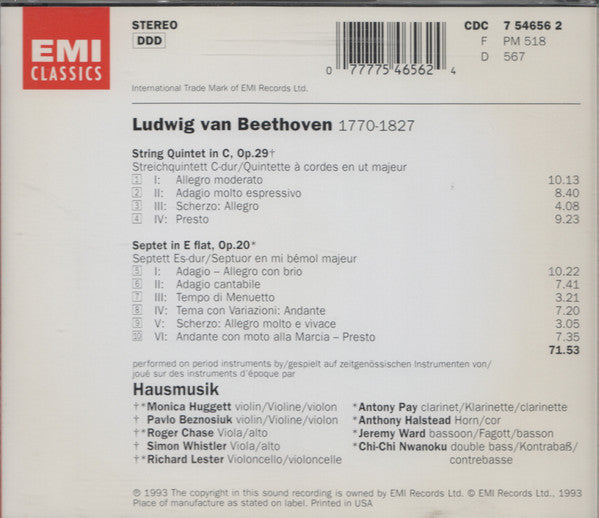 EMI
CLASSICS
STEREO
DDD
CDC 7 54656 2
F PM 518
D 567
0 77775 46562 4
International Trade Mark of EMI Records Ltd.
Ludwig van Beethoven 1770-1827
String Quintet in C, Op.29†
Streichquintett C-dur/Quintette à cordes en ut majeur
1 I: Allegro moderato 10.13
2 II: Adagio molto espressivo 8.40
3 III: Scherzo: Allegro 4.08
4 IV: Presto 9.23
Septet in E flat, Op.20*
Septett Es-dur/Septuor en mi bémol majeur
5 I: Adagio – Allegro con brio 10.22
6 II: Adagio cantabile 7.41
7 III: Tempo di Menuetto 3.21
8 IV: Tema con Variazioni: Andante 7.20
9 V: Scherzo: Allegro molto e vivace 3.05
10 VI: Andante con moto alla Marcia – Presto 7.35
71.53
performed on period instruments by/gespielt auf zeitgenössischen Instrumenten von/
joué sur des instruments d'époque par
Hausmusik
†*Monica Huggett violin/Violine/violon
† Pavlo Beznosiuk violin/Violine/violon
†*Roger Chase Viola/alto
† Simon Whistler Viola/alto
†*Richard Lester Violoncello/violoncelle
*Antony Pay clarinet/Klarinette/clarinette
*Anthony Halstead Horn/cor
*Jeremy Ward bassoon/Fagott/basson
*Chi-Chi Nwanoku double bass/Kontrabaß/
contrebasse
℗ 1993 The copyright in this sound recording is owned by EMI Records Ltd. © EMI Records Ltd., 1993
Place of manufacture as stated on label. Printed in USA